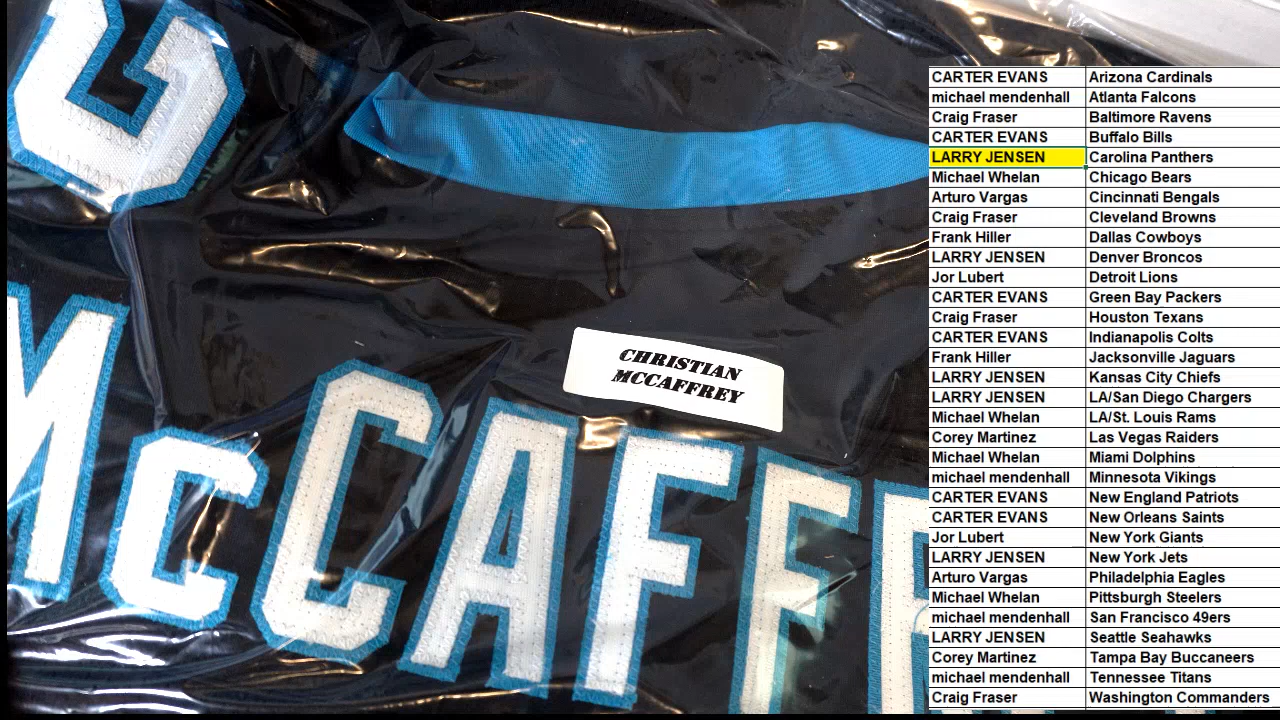 CHRISTIAN
MCCAFFREY
McCAFF
CARTER EVANS Arizona Cardinals
michael mendenhall Atlanta Falcons
Craig Fraser Baltimore Ravens
CARTER EVANS Buffalo Bills
LARRY JENSEN Carolina Panthers
Michael Whelan Chicago Bears
Arturo Vargas Cincinnati Bengals
Craig Fraser Cleveland Browns
Frank Hiller Dallas Cowboys
LARRY JENSEN Denver Broncos
Jor Lubert Detroit Lions
CARTER EVANS Green Bay Packers
Craig Fraser Houston Texans
CARTER EVANS Indianapolis Colts
Frank Hiller Jacksonville Jaguars
LARRY JENSEN Kansas City Chiefs
LARRY JENSEN LA/San Diego Chargers
Michael Whelan LA/St. Louis Rams
Corey Martinez Las Vegas Raiders
Michael Whelan Miami Dolphins
michael mendenhall Minnesota Vikings
CARTER EVANS New England Patriots
CARTER EVANS New Orleans Saints
Jor Lubert New York Giants
LARRY JENSEN New York Jets
Arturo Vargas Philadelphia Eagles
Michael Whelan Pittsburgh Steelers
michael mendenhall San Francisco 49ers
LARRY JENSEN Seattle Seahawks
Corey Martinez Tampa Bay Buccaneers
michael mendenhall Tennessee Titans
Craig Fraser Washington Commanders